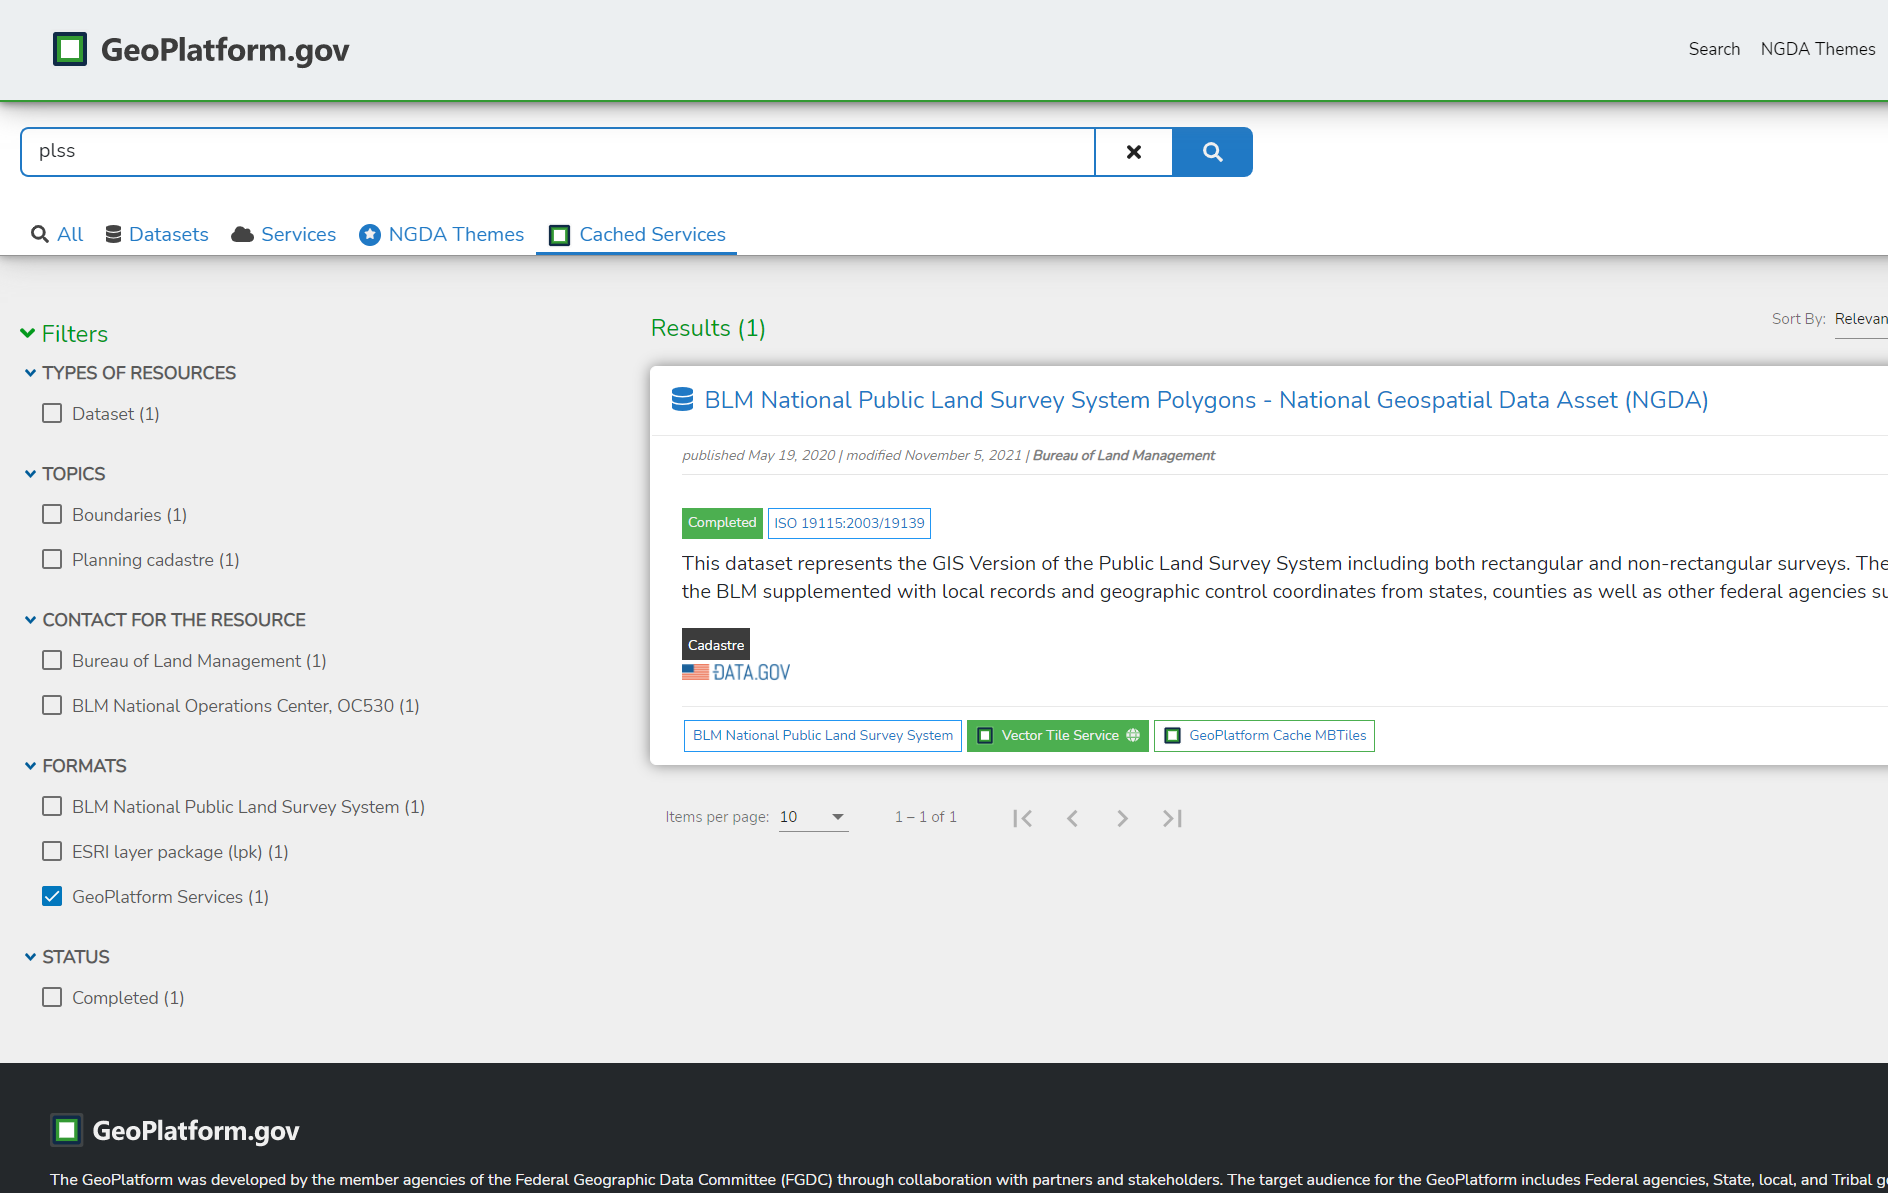 GeoPlatform.gov
Search NGDA Themes
plss
All Datasets Services NGDA Themes Cached Services
Filters
TYPES OF RESOURCES
Dataset (1)
TOPICS
Boundaries (1)
Planning cadastre (1)
CONTACT FOR THE RESOURCE
Bureau of Land Management (1)
BLM National Operations Center, OC530 (1)
FORMATS
BLM National Public Land Survey System (1)
ESRI layer package (lpk) (1)
GeoPlatform Services (1)
STATUS
Completed (1)
Results (1)
Sort By: Relevan
BLM National Public Land Survey System Polygons - National Geospatial Data Asset (NGDA)
published May 19, 2020 | modified November 5, 2021 | Bureau of Land Management
Completed ISO 19115:2003/19139
This dataset represents the GIS Version of the Public Land Survey System including both rectangular and non-rectangular surveys. The
the BLM supplemented with local records and geographic control coordinates from states, counties as well as other federal agencies su
Cadastre
DATA.GOV
BLM National Public Land Survey System Vector Tile Service GeoPlatform Cache MBTiles
Items per page: 10 1 – 1 of 1
GeoPlatform.gov
The GeoPlatform was developed by the member agencies of the Federal Geographic Data Committee (FGDC) through collaboration with partners and stakeholders. The target audience for the GeoPlatform includes Federal agencies, State, local, and Tribal g